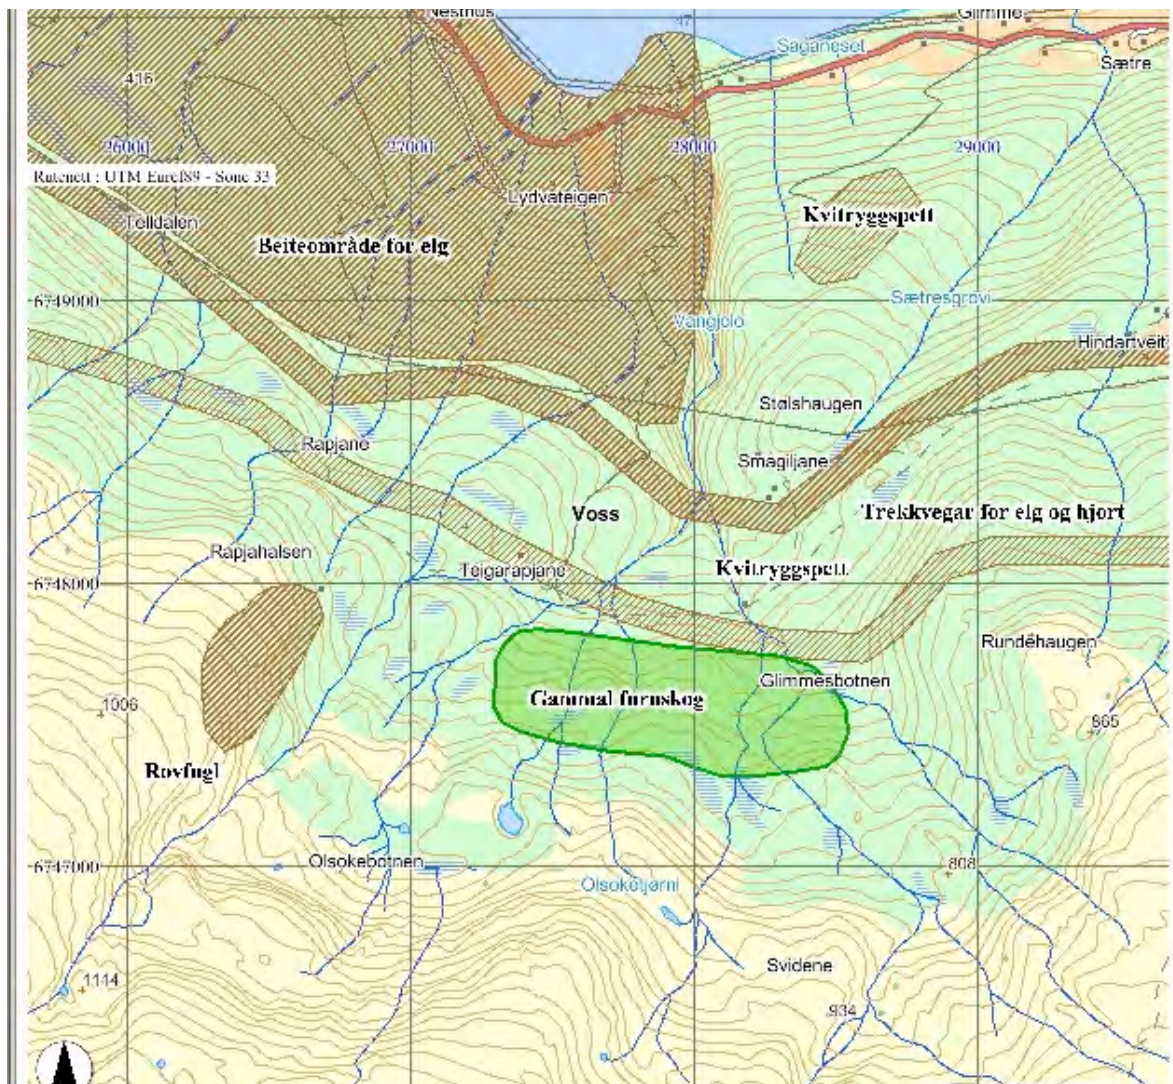 Nesthus
47
Glimme
Saganeset
Sætre
416
26000
27000
28000
29000
Rutenett : UTM Euref89 - Sone 33
Lydvateigen
Kvitryggspett
Telldalen
Beiteområde for elg
6749000
Sætresgrovi
Vangjolo
Hindartveit
Stølshaugen
Rapjane
Smågiljane
Voss
Trekkvegar for elg og hjort
Rapjahalsen
Teigarapjane
Kvitryggspett
6748000
Rundehaugen
Glimmesbotnen
Gammal furuskog
1006
865
Rovfugl
Olsokebotnen
6747000
808
Olsoketjørni
Svidene
1114
934